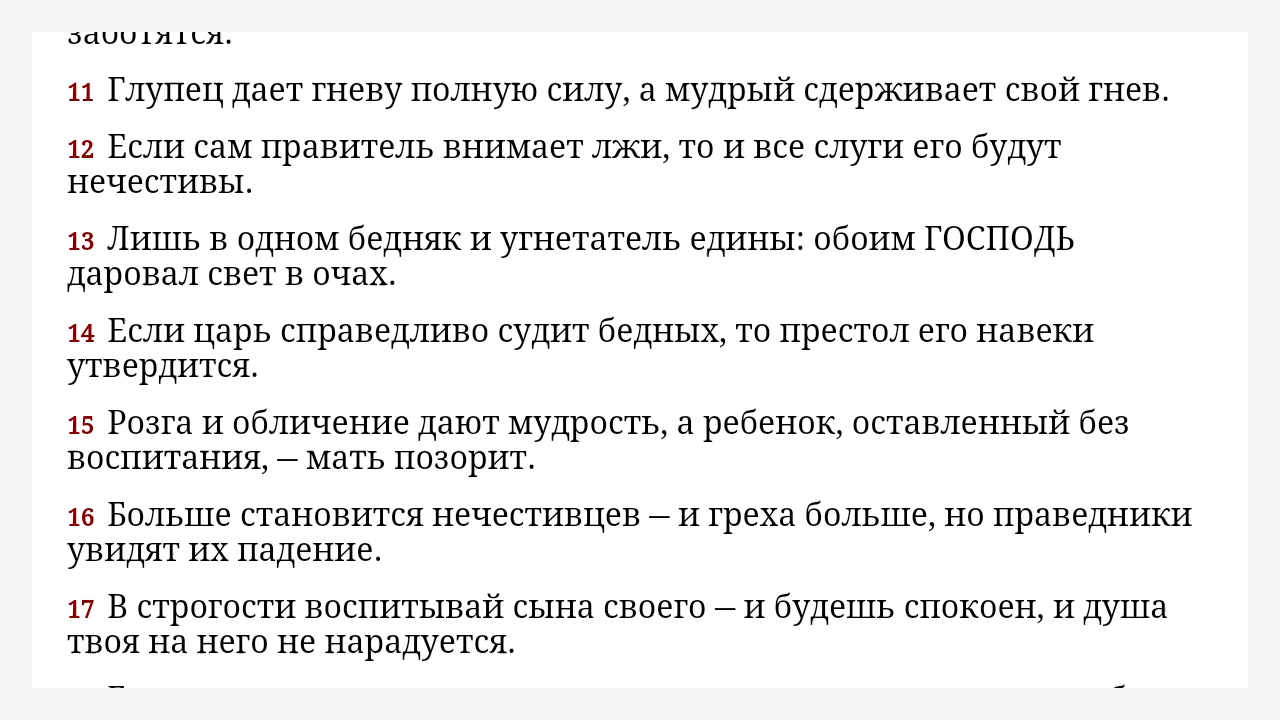 заботятся.
11 Глупец дает гневу полную силу, а мудрый сдерживает свой гнев.
12 Если сам правитель внимает лжи, то и все слуги его будут
нечестивы.
13 Лишь в одном бедняк и угнетатель едины: обоим ГОСПОДЬ
даровал свет в очах.
14 Если царь справедливо судит бедных, то престол его навеки
утвердится.
15 Розга и обличение дают мудрость, а ребенок, оставленный без
воспитания, – мать позорит.
16 Больше становится нечестивцев – и греха больше, но праведники
увидят их падение.
17 В строгости воспитывай сына своего – и будешь спокоен, и душа
твоя на него не нарадуется.